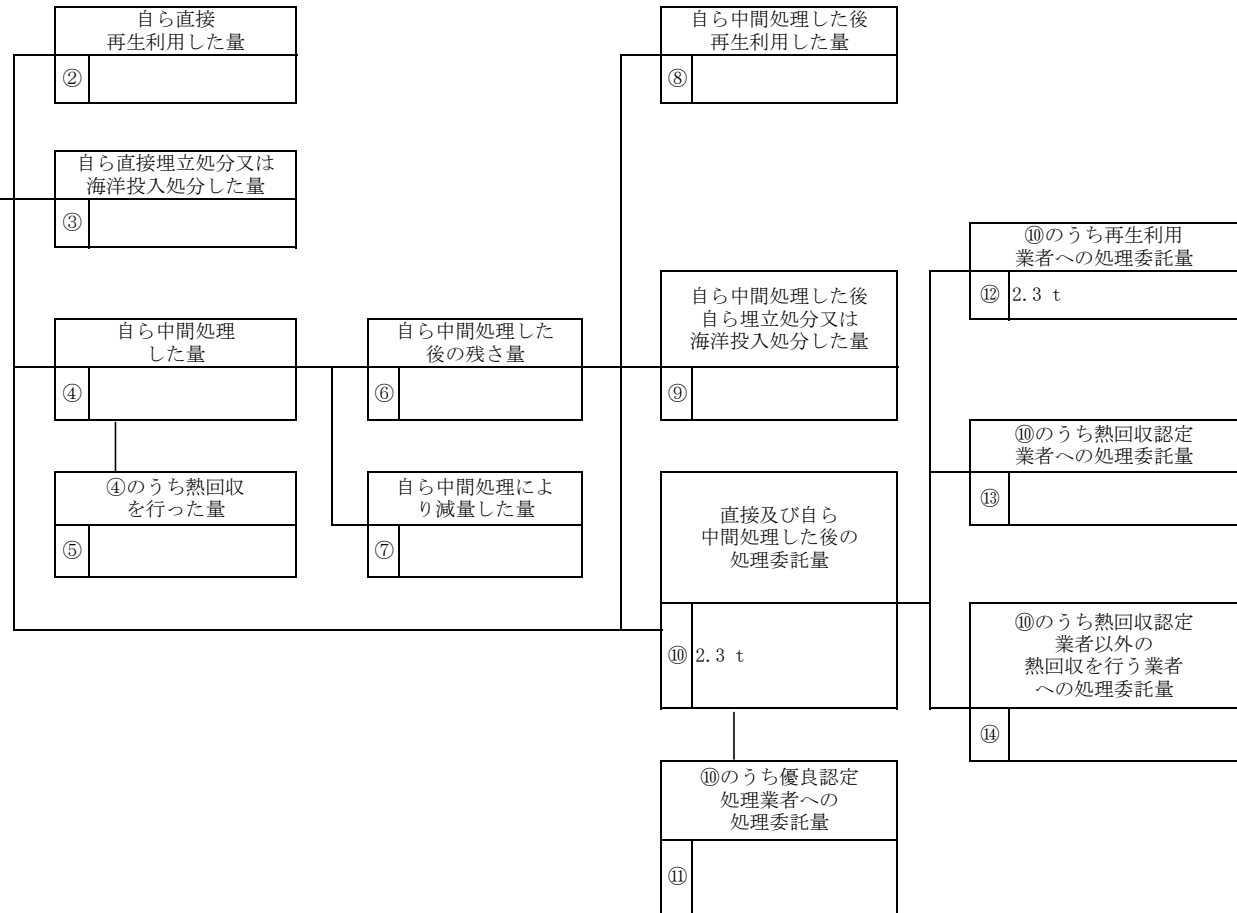 自ら直接
再生利用した量
②
自ら中間処理した後
再生利用した量
⑧
自ら直接埋立処分又は
海洋投入処分した量
③
⑩のうち再生利用
業者への処理委託量
⑫ 2.3 t
自ら中間処理
した量
④
自ら中間処理した
後の残さ量
⑥
自ら中間処理した後
自ら埋立処分又は
海洋投入処分した量
⑨
⑩のうち熱回収認定
業者への処理委託量
⑬
④のうち熱回収
を行った量
⑤
自ら中間処理によ
り減量した量
⑦
直接及び自ら
中間処理した後の
処理委託量
⑩ 2.3 t
⑩のうち熱回収認定
業者以外の
熱回収を行う業者
への処理委託量
⑭
⑩のうち優良認定
処理業者への
処理委託量
⑪